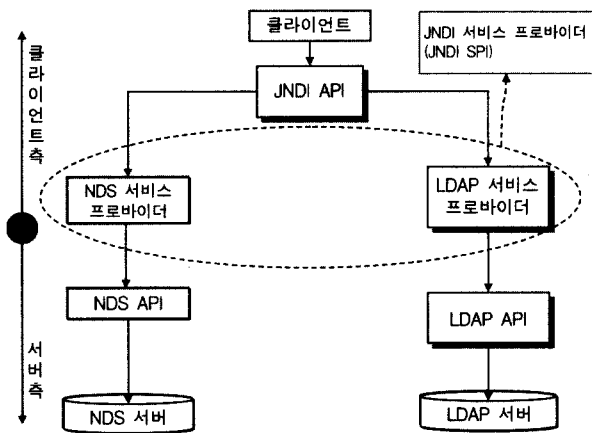 클라이언트
JNDI 서비스 프로바이더
(JNDI SPI)
JNDI API
클라이언트측
NDS 서비스
프로바이더
LDAP 서비스
프로바이더
NDS API
LDAP API
서버측
NDS 서버
LDAP 서버